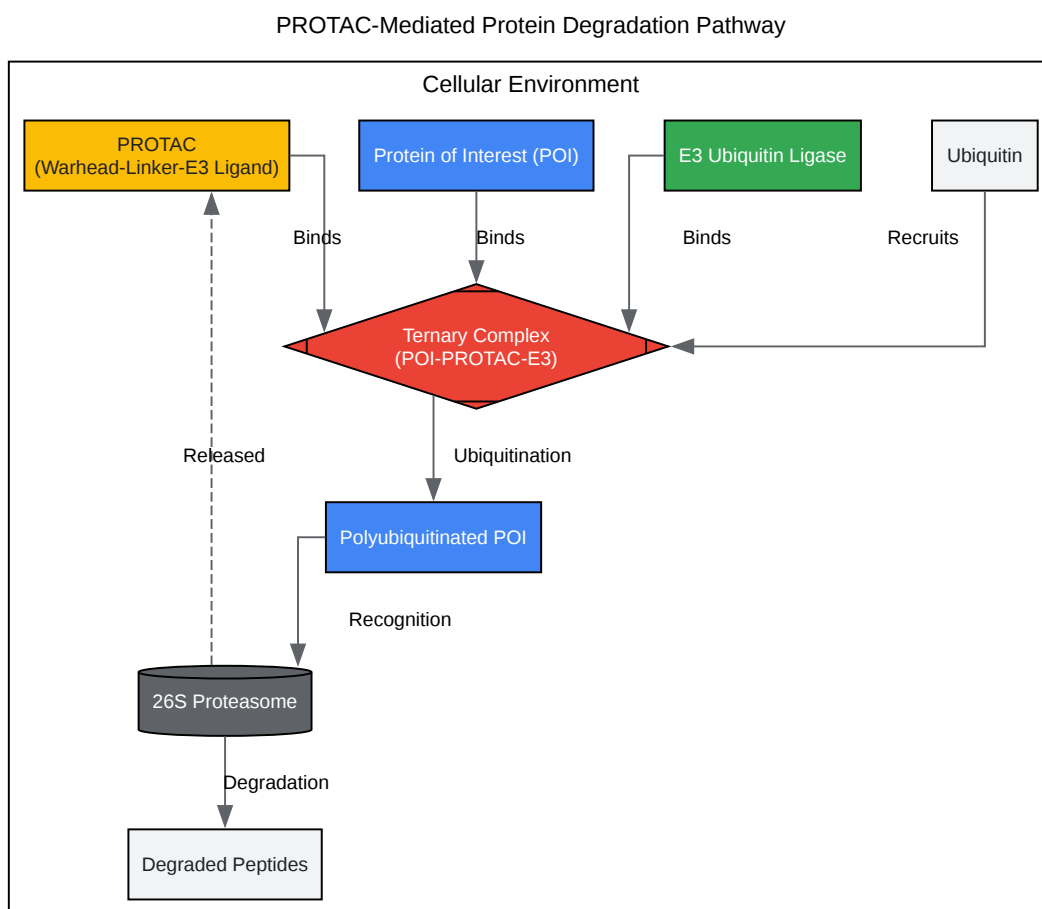 PROTAC-Mediated Protein Degradation Pathway
Cellular Environment
PROTAC
(Warhead-Linker-E3 Ligand)
Protein of Interest (POI)
E3 Ubiquitin Ligase
Ubiquitin
Binds
Binds
Binds
Recruits
Ternary Complex
(POI-PROTAC-E3)
Released
Ubiquitination
Polyubiquitinated POI
Recognition
26S Proteasome
Degradation
Degraded Peptides